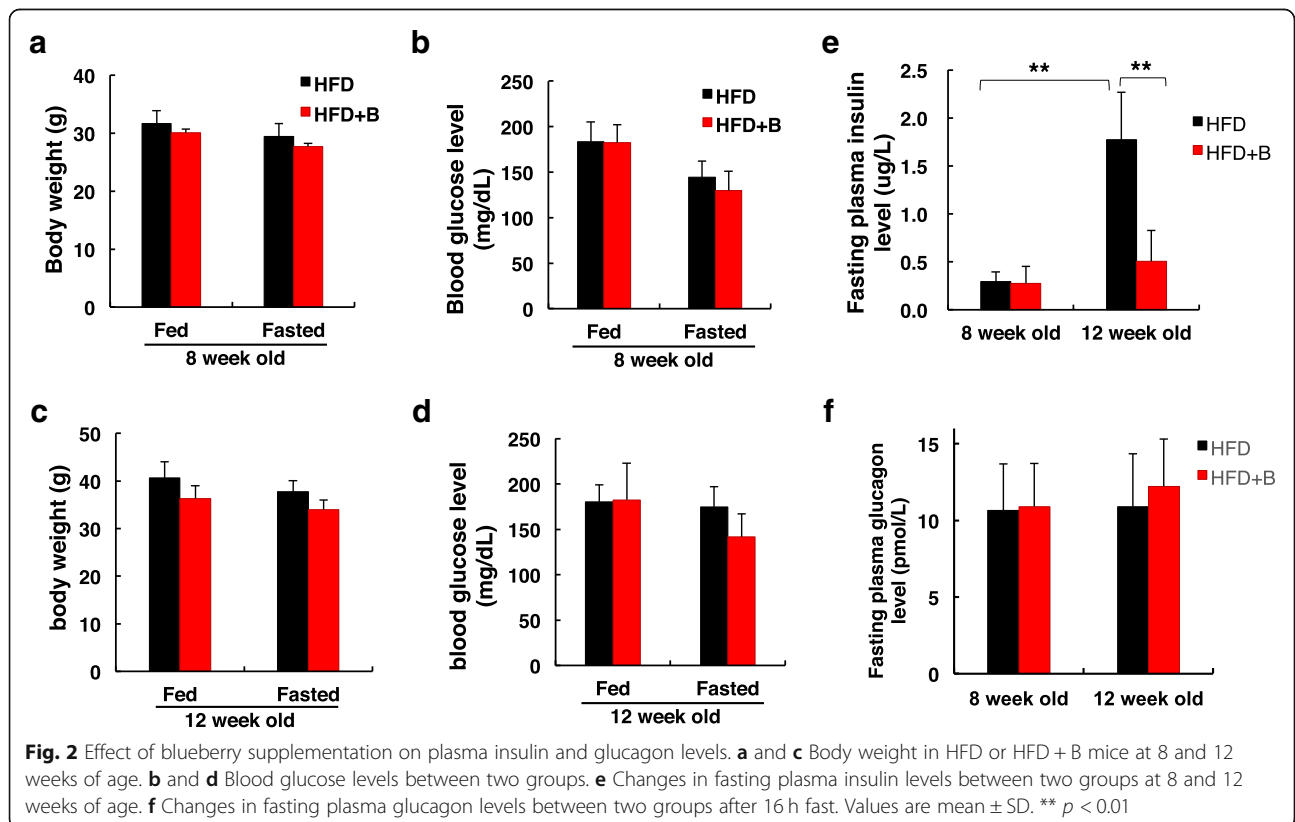 a
Body weight (g)
40
30
20
10
0
HFD
HFD+B
Fed
Fasted
8 week old
b
Blood glucose level
(mg/dL)
250
200
150
100
50
0
HFD
HFD+B
Fed
Fasted
8 week old
e
Fasting plasma insulin
level (ug/L)
2.5
2.0
1.5
1.0
0.5
0.0
**
**
HFD
HFD+B
8 week old
12 week old
c
body weight (g)
50
40
30
20
10
0
Fed
Fasted
12 week old
d
blood glucose level
(mg/dL)
250
200
150
100
50
0
Fed
Fasted
12 week old
f
Fasting plasma glucagon
level (pmol/L)
15
10
5
0
HFD
HFD+B
8 week old
12 week old
Fig. 2 Effect of blueberry supplementation on plasma insulin and glucagon levels. a and c Body weight in HFD or HFD + B mice at 8 and 12
weeks of age. b and d Blood glucose levels between two groups. e Changes in fasting plasma insulin levels between two groups at 8 and 12
weeks of age. f Changes in fasting plasma glucagon levels between two groups after 16 h fast. Values are mean ± SD. ** p < 0.01